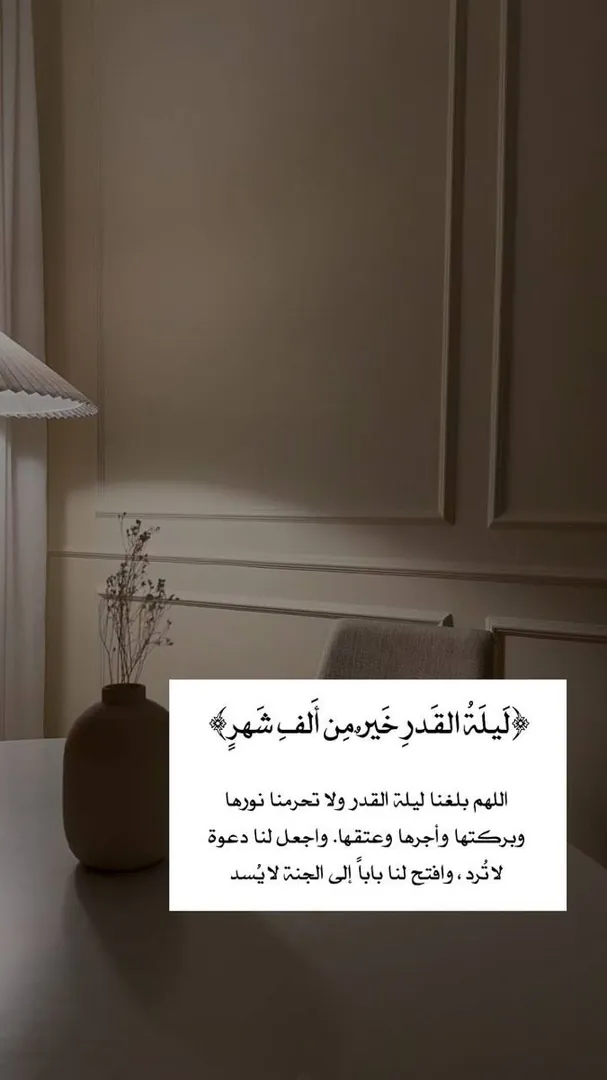 ﴿لَيلَةُ القَدرِ خَيرٌ مِن أَلفِ شَهرٍ﴾
اللهم بلغنا ليلة القدر ولا تحرمنا نورها
وبركتها وأجرها وعتقها. واجعل لنا دعوة
لا تُرد ، وافتح لنا باباً إلى الجنة لا يُسد